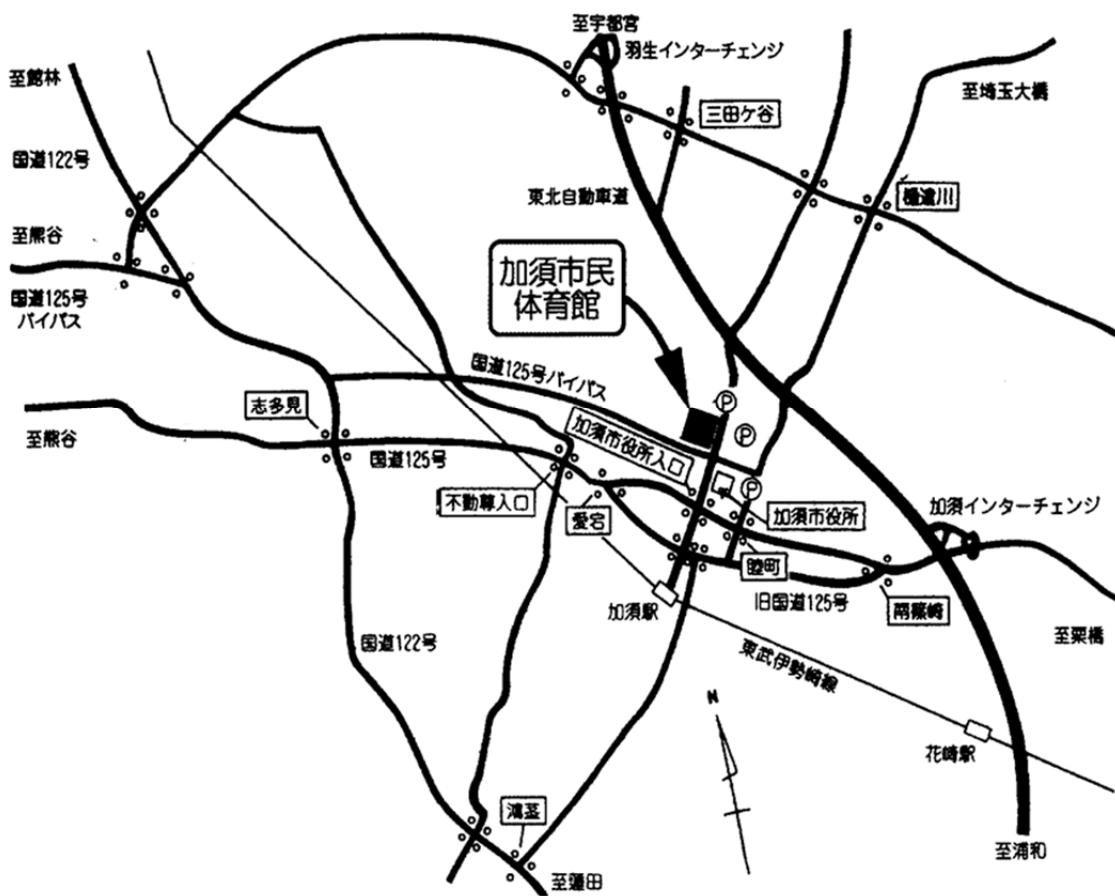 至宇都宮
羽生インターチェンジ
至館林
至埼玉大橋
三田ケ谷
国道122号
東北自動車道
至熊谷
加須市民
体育館
国道125号
バイパス
国道125号バイパス
志多見
至熊谷
国道125号
加須市役所入口
P
P
P
不動尊入口
愛宕
加須市役所
加須インターチェンジ
睦町
加須駅
旧国道125号
南篠崎
至栗橋
国道122号
東武伊勢崎線
N
花崎駅
鴻茎
至蓮田
至浦和